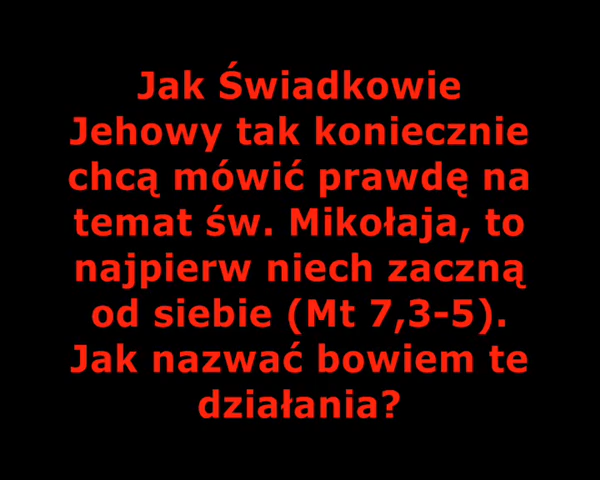 Jak Świadkowie
Jehowy tak koniecznie
chcą mówić prawdę na
temat św. Mikołaja, to
najpierw niech zaczną
od siebie (Mt 7,3-5).
Jak nazwać bowiem te
działania?